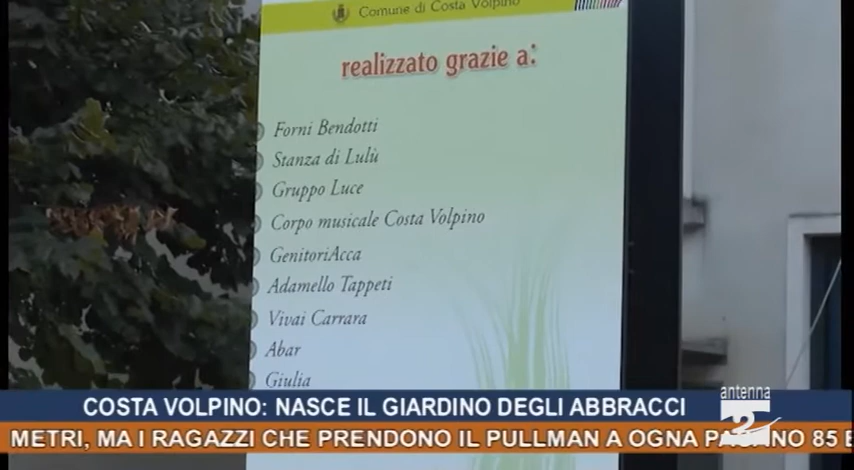 Comune di Costa Volpino
realizzato grazie a:
Forni Bendotti
Stanza di Lulù
Gruppo Luce
Corpo musicale Costa Volpino
GenitoriAcca
Adamello Tappeti
Vivai Carrara
Abar
Giulia
COSTA VOLPINO: NASCE IL GIARDINO DEGLI ABBRACCI
antenna
2
METRI, MA I RAGAZZI CHE PRENDONO IL PULLMAN A OGNA 85 E